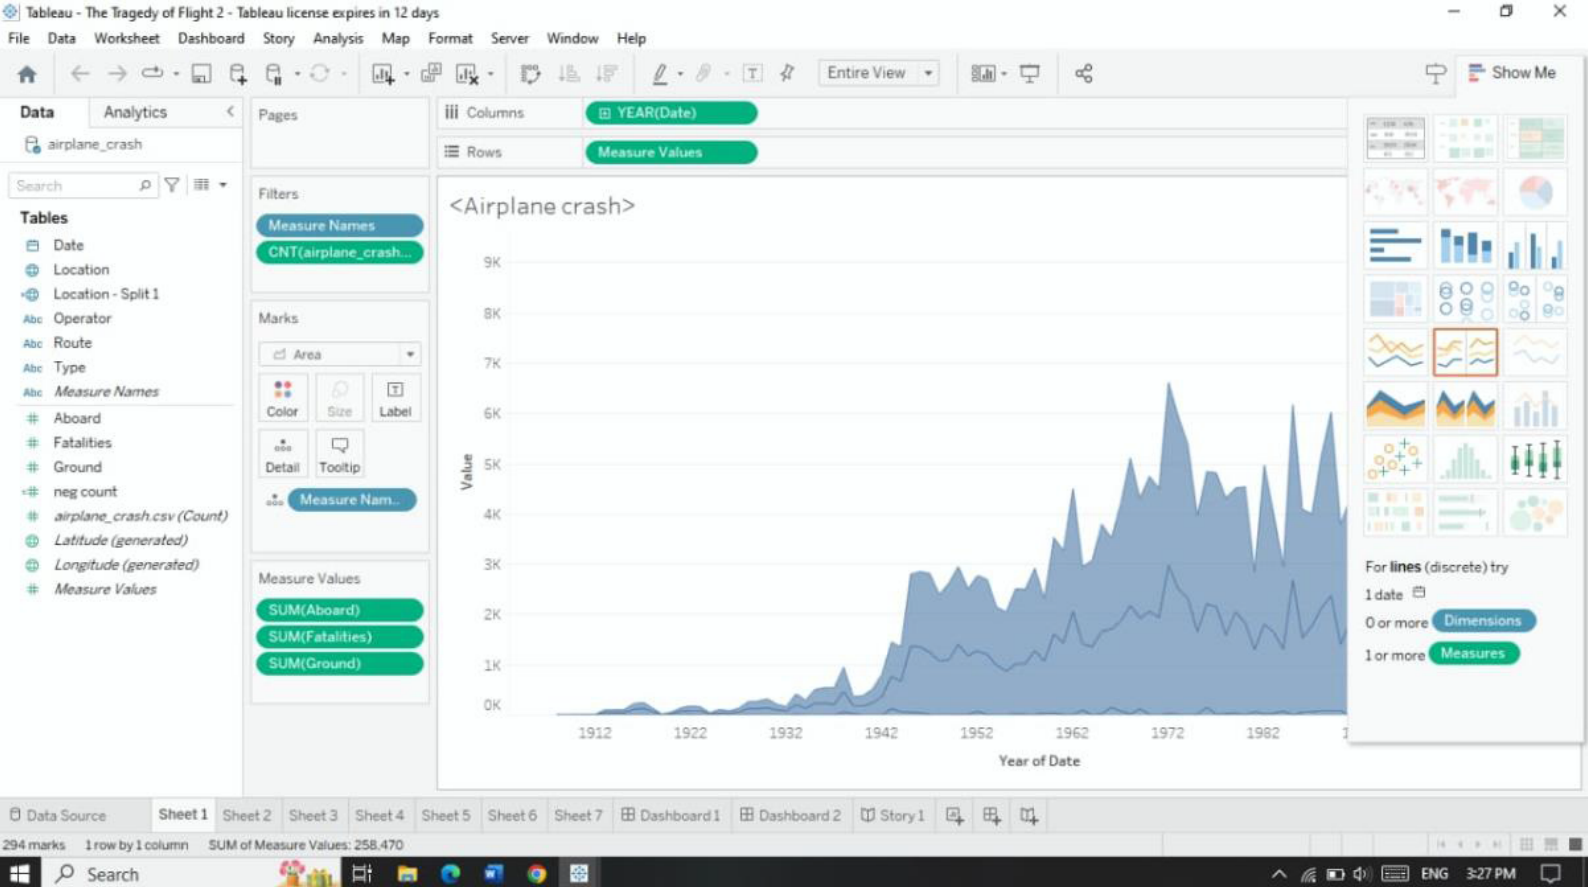 Tableau - The Tragedy of Flight 2 - Tableau license expires in 12 days
File Data Worksheet Dashboard Story Analysis Map Format Server Window Help
Entire View
Show Me
Data Analytics
airplane_crash
Search
Tables
Date
Location
Location - Split 1
Abc Operator
Abc Route
Abc Type
Abc Measure Names
# Aboard
# Fatalities
# Ground
=# neg count
# airplane_crash.csv (Count)
Latitude (generated)
Longitude (generated)
# Measure Values
Pages
Filters
Measure Names
CNT(airplane_crash...
Marks
Area
Color Size Label
Detail Tooltip
Measure Nam..
Measure Values
SUM(Aboard)
SUM(Fatalities)
SUM(Ground)
Columns YEAR(Date)
Rows Measure Values
<Airplane crash>
9K
8K
7K
6K
5K
4K
3K
2K
1K
0K
Value
1912 1922 1932 1942 1952 1962 1972 1982
Year of Date
For lines (discrete) try
1 date
0 or more Dimensions
1 or more Measures
Data Source Sheet 1 Sheet 2 Sheet 3 Sheet 4 Sheet 5 Sheet 6 Sheet 7 Dashboard 1 Dashboard 2 Story 1
294 marks 1 row by 1 column SUM of Measure Values: 258,470
Search
ENG 3:27 PM